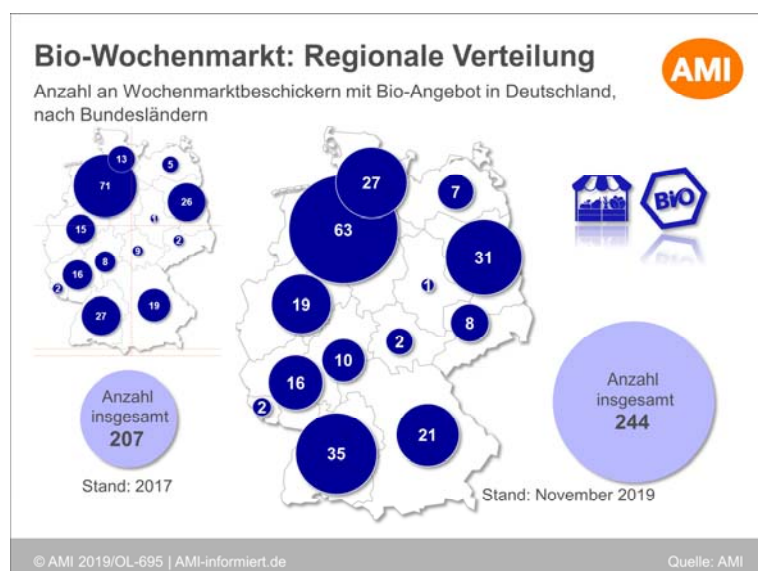 Bio-Wochenmarkt: Regionale Verteilung
AMI
Anzahl an Wochenmarktbeschickern mit Bio-Angebot in Deutschland,
nach Bundesländern
13
5
71
26
1
15
2
9
8
16
2
19
27
Anzahl
insgesamt
207
Stand: 2017
27
7
63
31
1
19
8
2
10
16
2
21
35
BIO
Anzahl
insgesamt
244
Stand: November 2019
© AMI 2019/OL-695 | AMI-informiert.de
Quelle: AMI